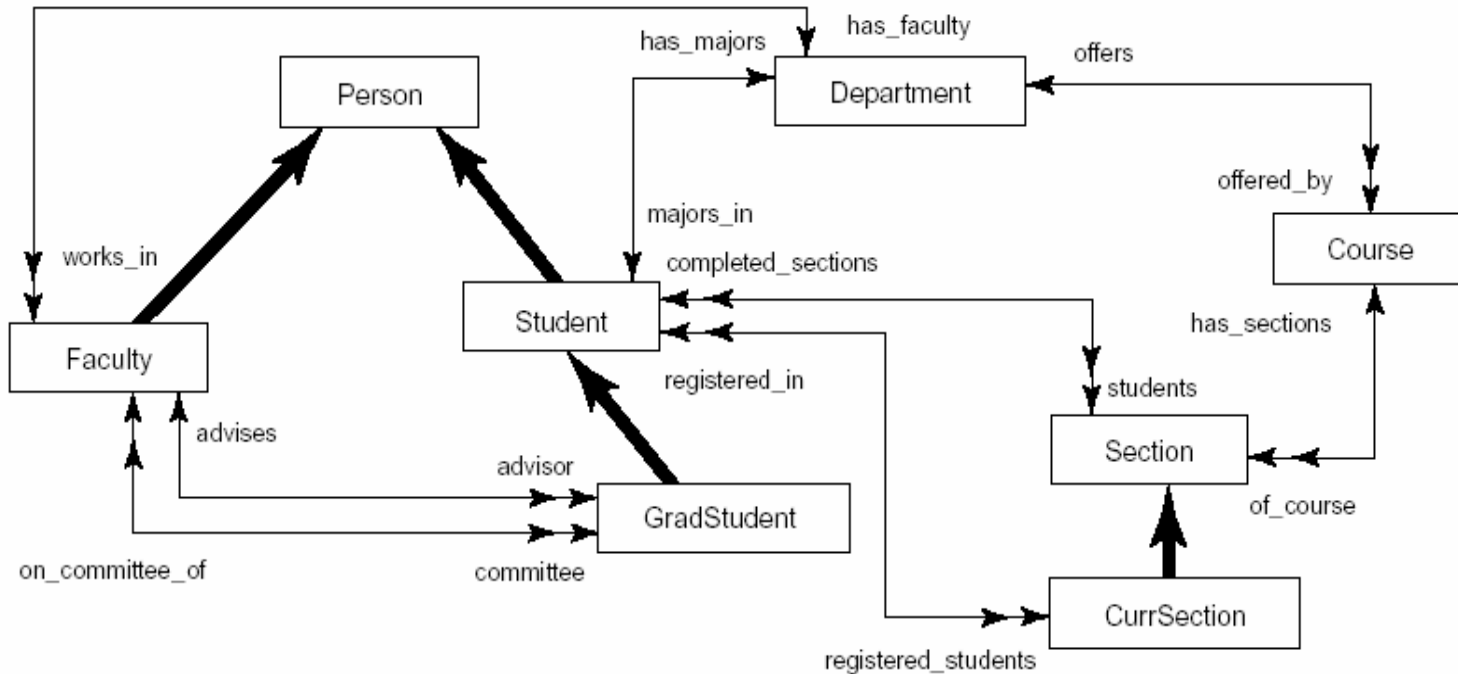 has_faculty
has_majors
offers
Person
Department
offered_by
majors_in
works_in
completed_sections
Course
Student
has_sections
Faculty
registered_in
students
advises
Section
advisor
of_course
GradStudent
on_committee_of
committee
CurrSection
registered_students